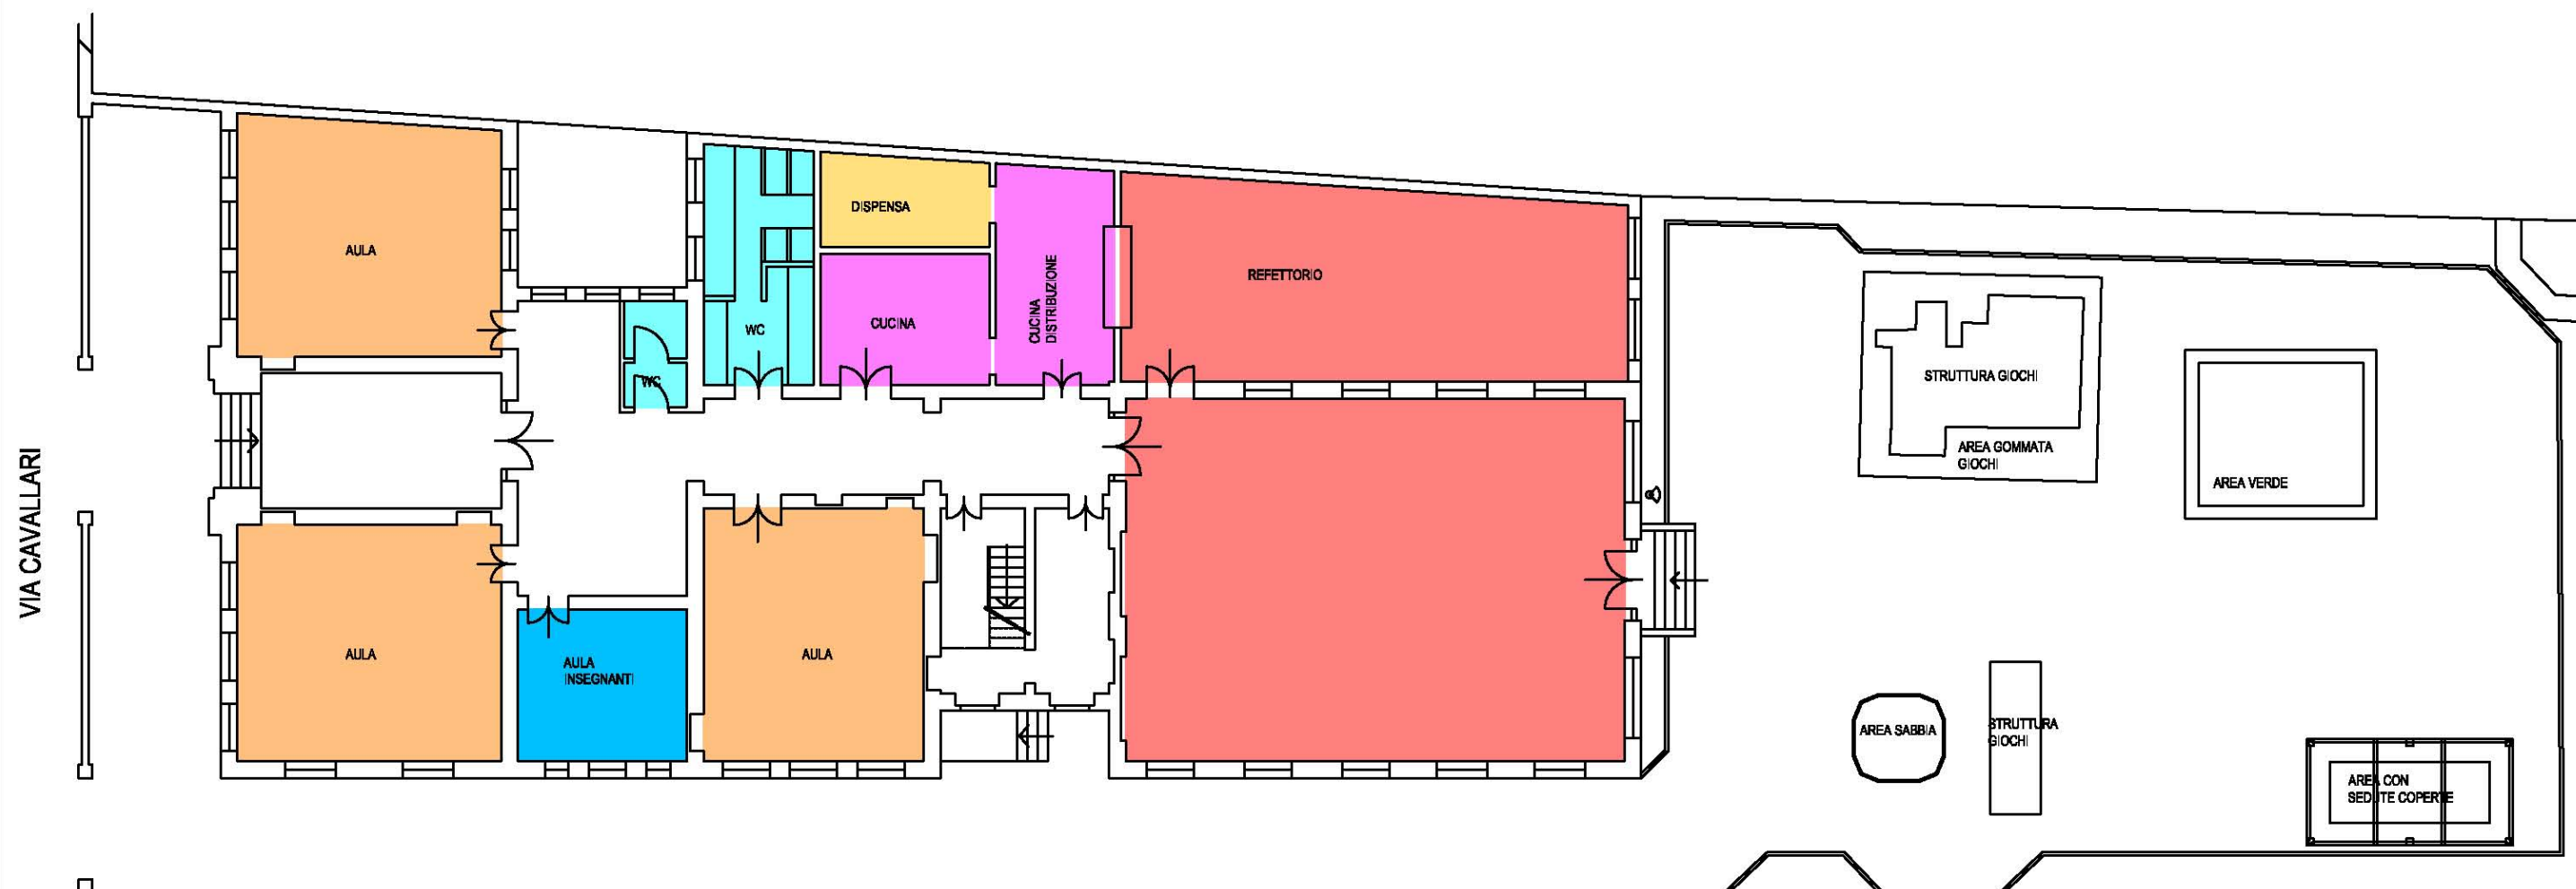 VIA CAVALLARI
AULA
DISPENSA
WC
CUCINA
CUCINA
DISTRIBUZIONE
REFETTORIO
WC
AULA
AULA
INSEGNANTI
AULA
STRUTTURA GIOCHI
AREA GOMMATA
GIOCHI
AREA VERDE
AREA SABBIA
STRUTTURA
GIOCHI
AREA CON
SEDUTE COPERTE